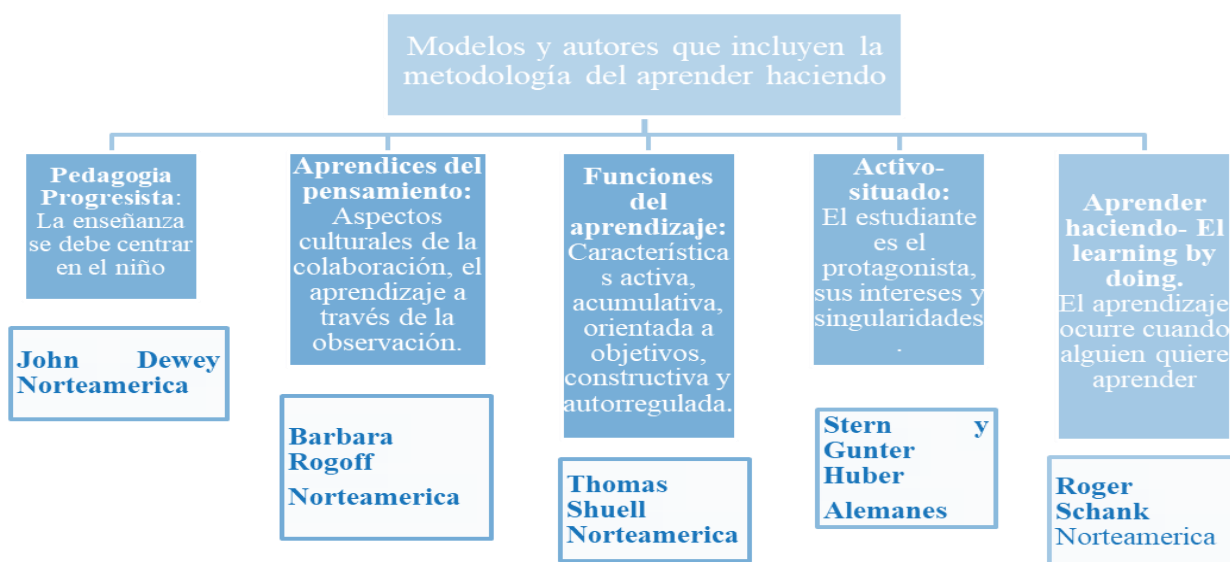 Modelos y autores que incluyen la
metodología del aprender haciendo
Pedagogia
Progresista:
La enseñanza
se debe centrar
en el niño
John Dewey
Norteamerica
Aprendices del
pensamiento:
Aspectos
culturales de la
colaboración, el
aprendizaje a
través de la
observación.
Barbara
Rogoff
Norteamerica
Funciones
del
aprendizaje:
Característica
s activa,
acumulativa,
orientada a
objetivos,
constructiva y
autorregulada.
Thomas
Shuell
Norteamerica
Activo-
situado:
El estudiante
es el
protagonista,
sus intereses y
singularidades
.
Stern y
Gunter
Huber
Alemanes
Aprender
haciendo- El
learning by
doing.
El aprendizaje
ocurre cuando
alguien quiere
aprender
Roger
Schank
Norteamerica